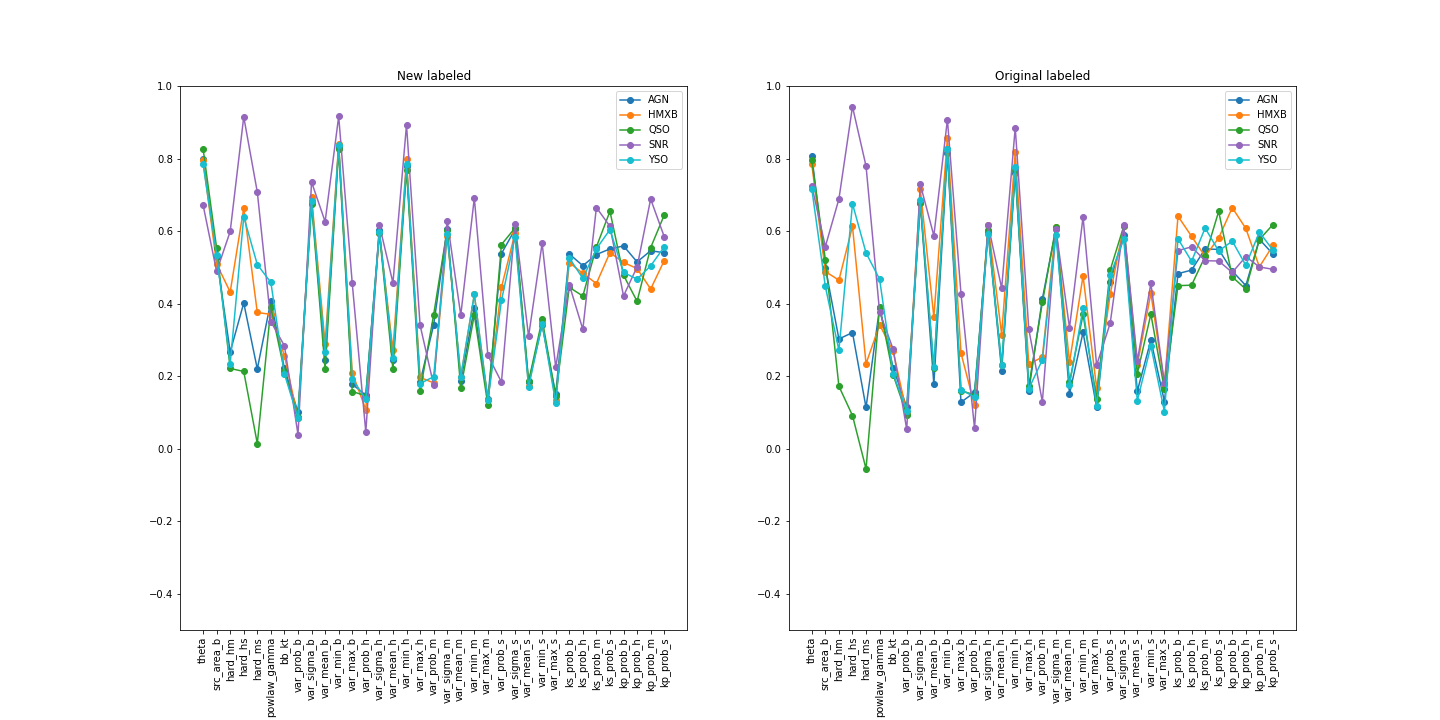 New labeled
1.0
0.8
0.6
0.4
0.2
0.0
−0.2
−0.4
AGN
HMXB
QSO
SNR
YSO
theta
src_area_b
hard_hm
hard_hs
hard_ms
powlaw_gamma
bb_kt
var_prob_b
var_sigma_b
var_mean_b
var_min_b
var_max_b
var_prob_h
var_sigma_h
var_mean_h
var_min_h
var_max_h
var_prob_m
var_sigma_m
var_mean_m
var_min_m
var_max_m
var_prob_s
var_sigma_s
var_mean_s
var_min_s
var_max_s
ks_prob_b
ks_prob_h
ks_prob_m
ks_prob_s
kp_prob_b
kp_prob_h
kp_prob_m
kp_prob_s
Original labeled
1.0
0.8
0.6
0.4
0.2
0.0
−0.2
−0.4
AGN
HMXB
QSO
SNR
YSO
theta
src_area_b
hard_hm
hard_hs
hard_ms
powlaw_gamma
bb_kt
var_prob_b
var_sigma_b
var_mean_b
var_min_b
var_max_b
var_prob_h
var_sigma_h
var_mean_h
var_min_h
var_max_h
var_prob_m
var_sigma_m
var_mean_m
var_min_m
var_max_m
var_prob_s
var_sigma_s
var_mean_s
var_min_s
var_max_s
ks_prob_b
ks_prob_h
ks_prob_m
ks_prob_s
kp_prob_b
kp_prob_h
kp_prob_m
kp_prob_s